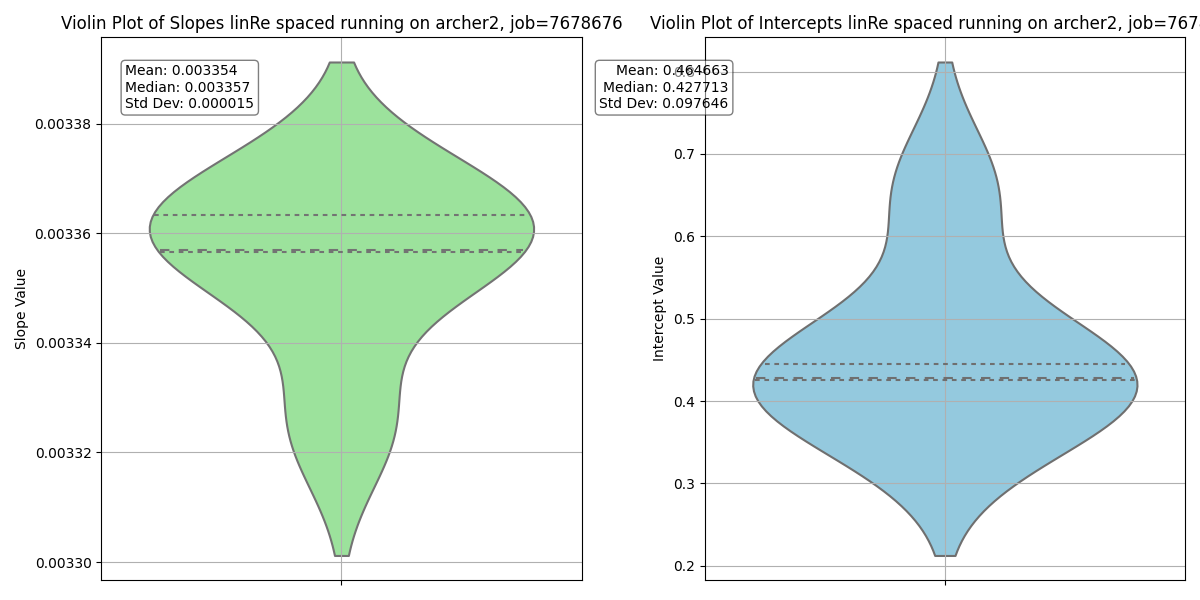 Violin Plot of Slopes linRe spaced running on archer2, job=7678676
Mean: 0.003354
Median: 0.003357
Std Dev: 0.000015
0.00338
0.00336
0.00334
0.00332
0.00330
Slope Value
Violin Plot of Intercepts linRe spaced running on archer2, job=767
Mean: 0.464663
Median: 0.427713
Std Dev: 0.097646
0.8
0.7
0.6
0.5
0.4
0.3
0.2
Intercept Value